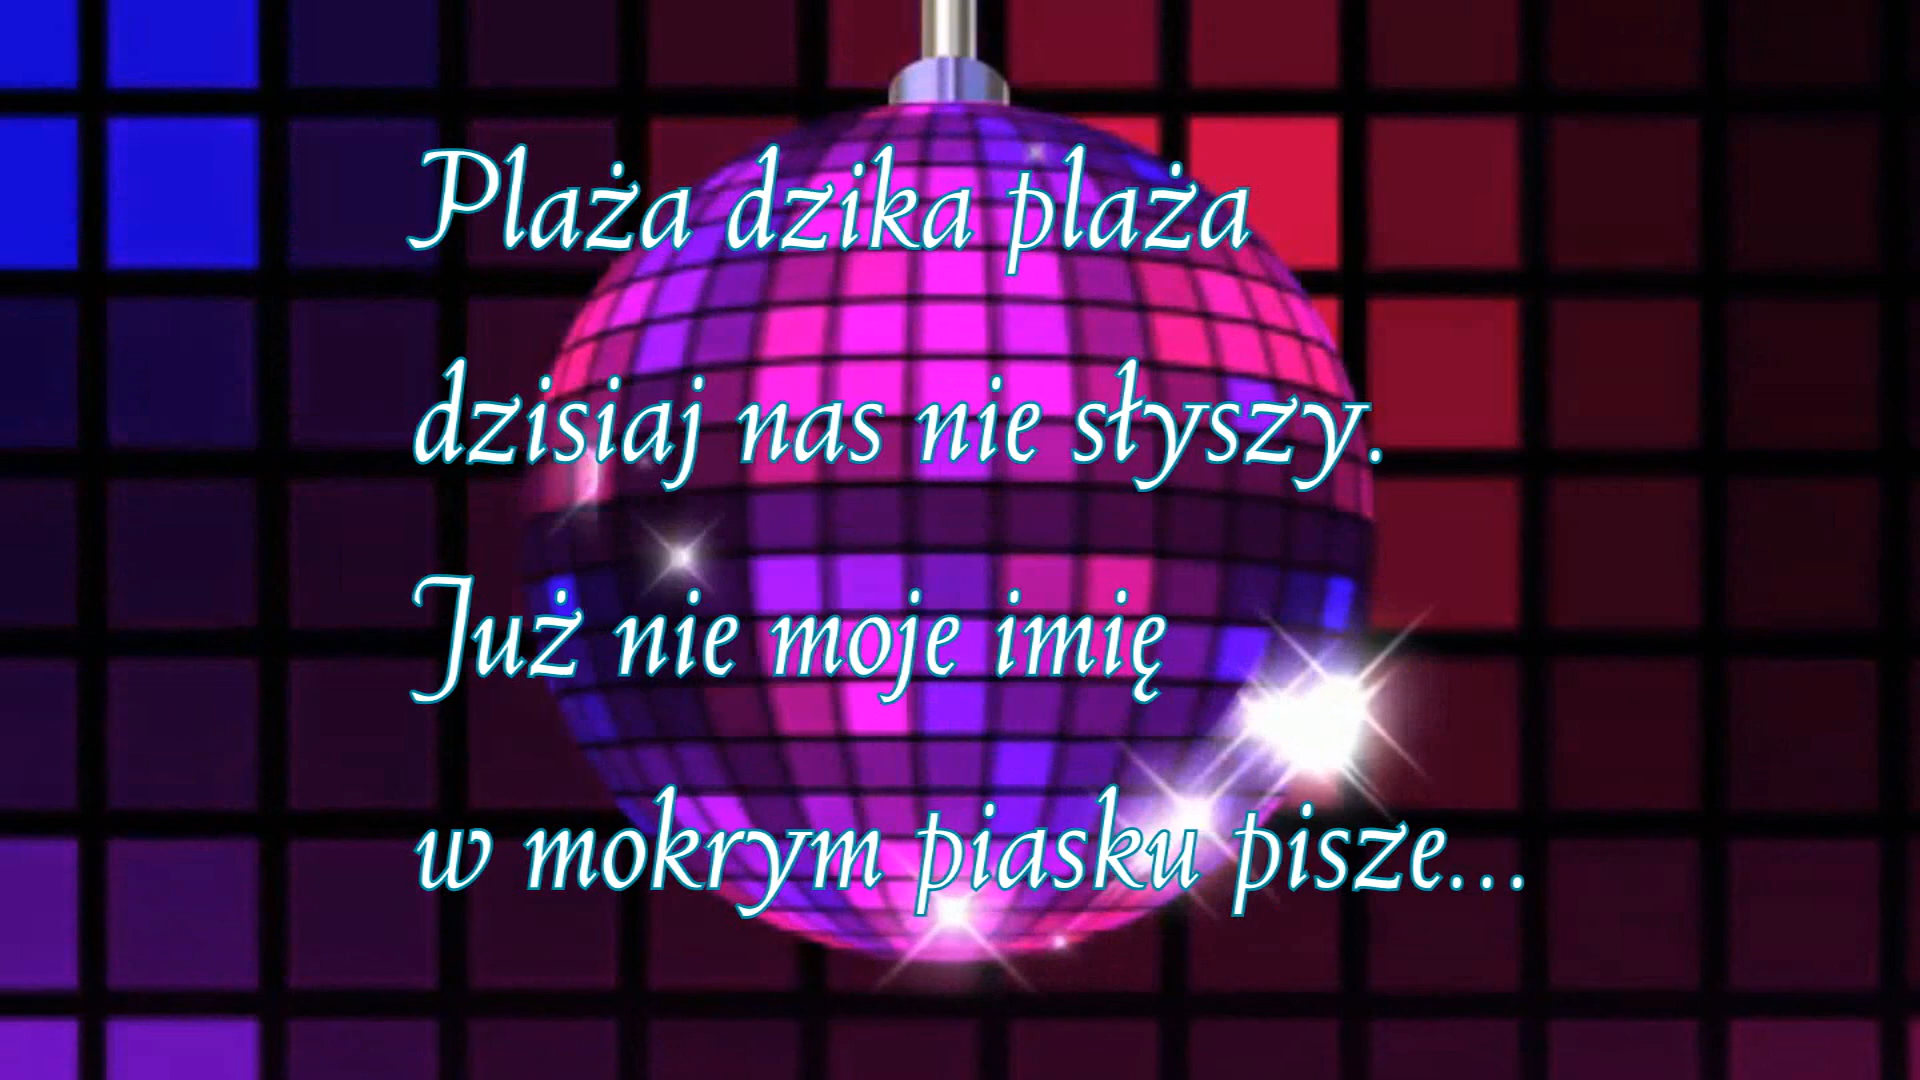 Plaża dzika plaża
dzisiaj nas nie słyszy.
Już nie moje imię
w mokrym piasku pisze...